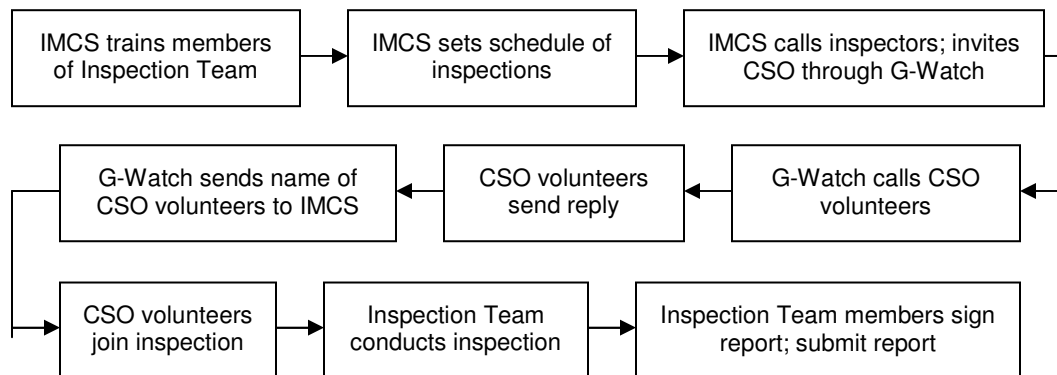 IMCS trains members
of Inspection Team
IMCS sets schedule of
inspections
IMCS calls inspectors; invites
CSO through G-Watch
G-Watch calls CSO
volunteers
CSO volunteers
send reply
G-Watch sends name of
CSO volunteers to IMCS
CSO volunteers
join inspection
Inspection Team
conducts inspection
Inspection Team members sign
report; submit report